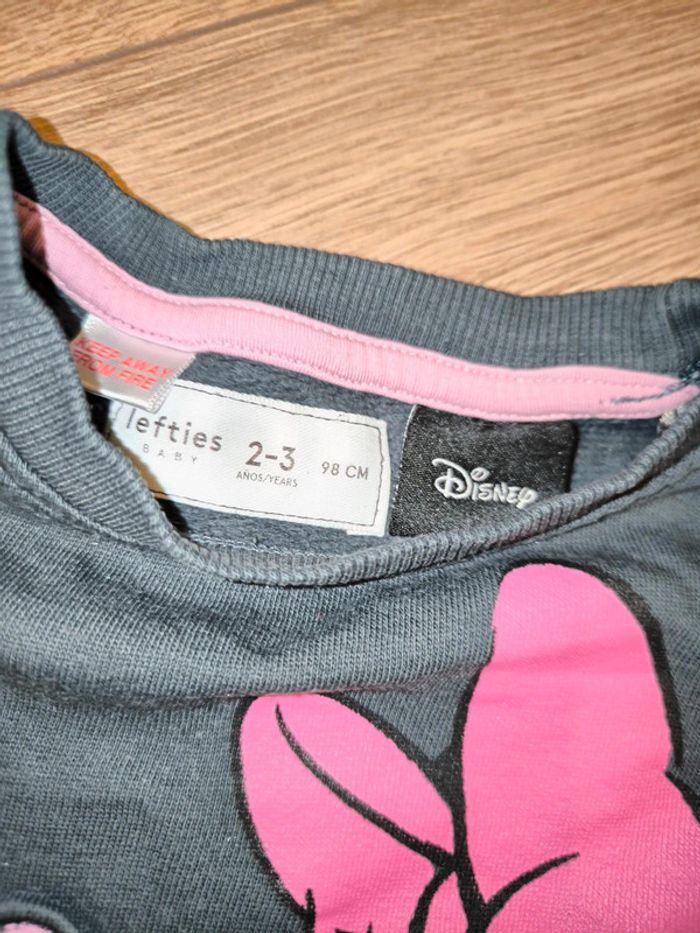 KEEP AWAY
FROM FIRE
lefties
BABY
2-3
AÑOS/YEARS
98 CM
Disney